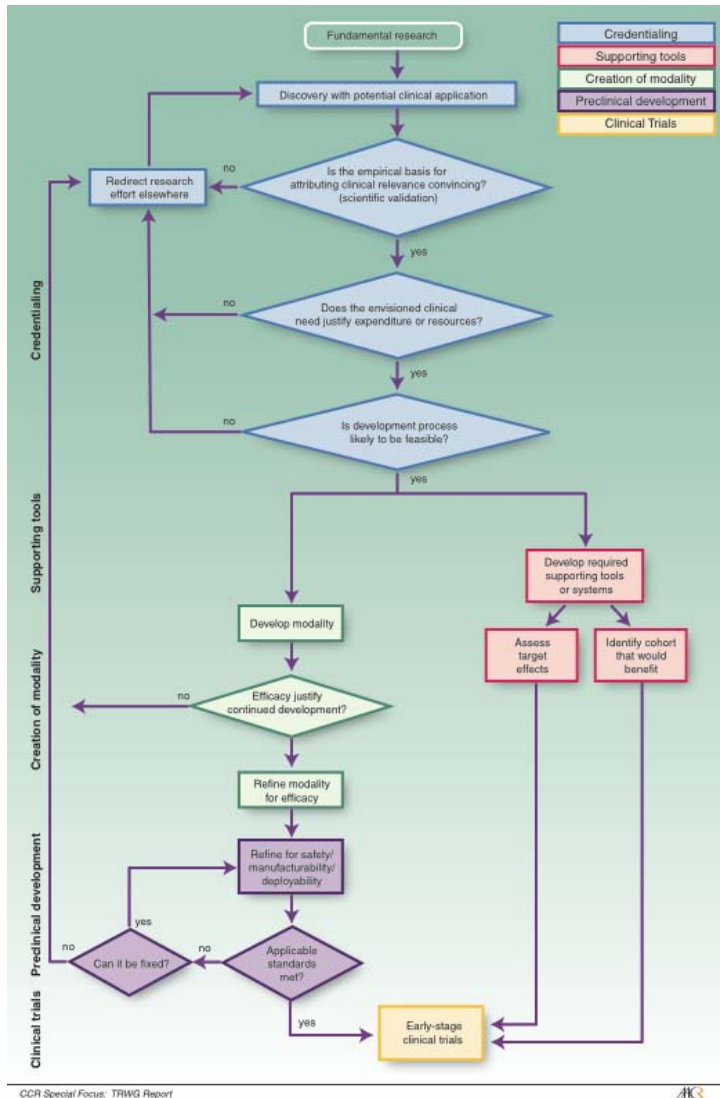 Fundamental research
Credentialing
Supporting tools
Creation of modality
Preclinical development
Clinical Trials
Discovery with potential clinical application
Is the empirical basis for
attributing clinical relevance convincing?
(scientific validation)
no
Redirect research
effort elsewhere
yes
Does the envisioned clinical
need justify expenditure or resources?
no
yes
Is development process
likely to be feasible?
no
yes
Develop required
supporting tools
or systems
Develop modality
Assess
target
effects
Identify cohort
that would
benefit
Efficacy justify
continued development?
no
Refine modality
for efficacy
Refine for safety/
manufacturability/
deployability
yes
Applicable
standards
met?
no
Can it be fixed?
no
yes
Early-stage
clinical trials
Credentialing
Supporting tools
Creation of modality
Preclinical development
Clinical trials
CCR Special Focus: TRWG Report